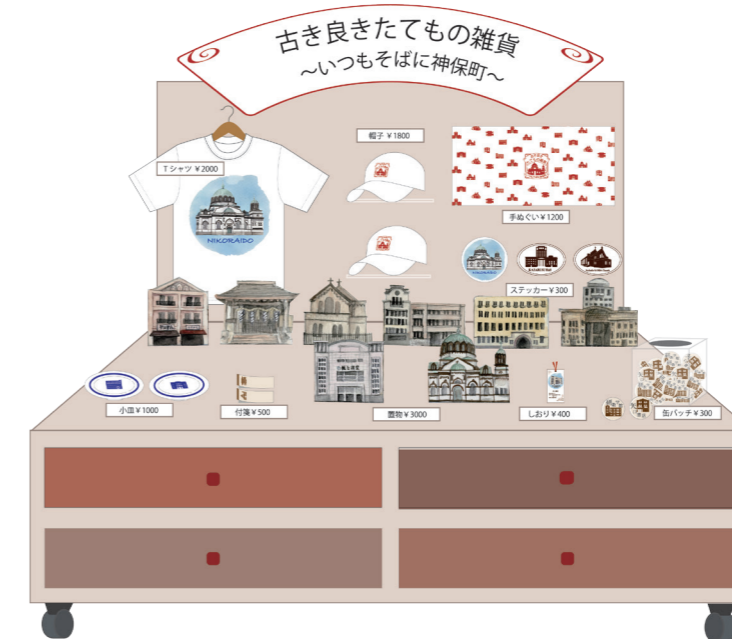 古き良きたてもの雑貨
～いつもそばに神保町～
Tシャツ ¥2000
帽子 ¥1800
手ぬぐい¥1200
NIKORAIDO
NIKORAIDO
ステッカー¥300
小皿¥1000
付箋¥500
置物¥3000
しおり¥400
缶バッチ¥300